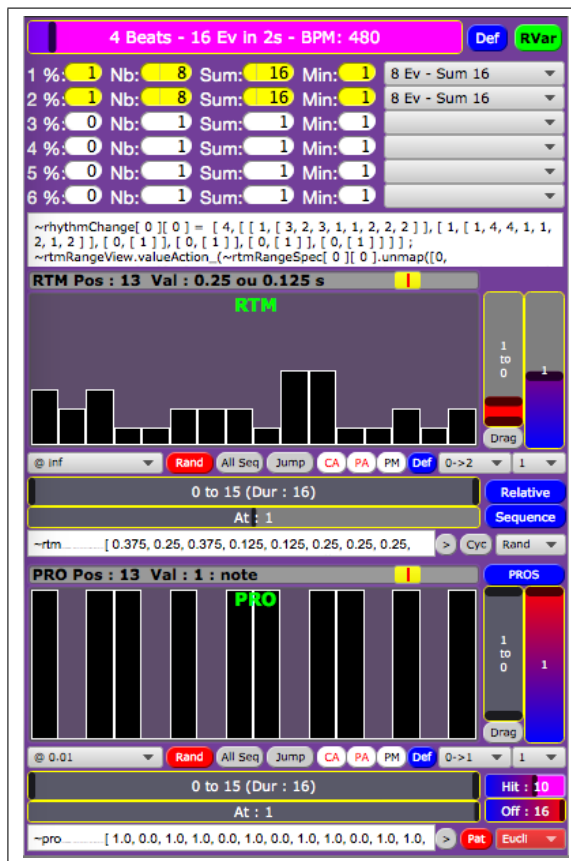 4 Beats - 16 Ev in 2s - BPM: 480 Def RVar
1 %: 1 Nb: 8 Sum: 16 Min: 1 8 Ev - Sum 16
2 %: 1 Nb: 8 Sum: 16 Min: 1 8 Ev - Sum 16
3 %: 0 Nb: 1 Sum: 1 Min: 1
4 %: 0 Nb: 1 Sum: 1 Min: 1
5 %: 0 Nb: 1 Sum: 1 Min: 1
6 %: 0 Nb: 1 Sum: 1 Min: 1
~rhythmChange[ 0 ][ 0 ] = [ 4, [ [ 1, [ 3, 2, 3, 1, 1, 2, 2, 2 ] ], [ 1, [ 1, 4, 4, 1, 1,
2, 1, 2 ] ], [ 0, [ 1 ] ], [ 0, [ 1 ] ], [ 0, [ 1 ] ], [ 0, [ 1 ] ] ] ] ;
~rtmRangeView.valueAction_(~rtmRangeSpec[ 0 ][ 0 ].unmap([0,
RTM Pos : 13 Val : 0.25 ou 0.125 s
RTM
1
to
0
1
Drag
@ inf Rand All Seq Jump CA PA PM Def 0->2 1
0 to 15 (Dur : 16) Relative
At : 1 Sequence
~rtm............[ 0.375, 0.25, 0.375, 0.125, 0.125, 0.25, 0.25, 0.25, > Cyc Rand
PRO Pos : 13 Val : 1 : note PROS
PRO
1
to
0
1
Drag
@ 0.01 Rand All Seq Jump CA PA PM Def 0->1 1
0 to 15 (Dur : 16) Hit : 10
At : 1 Off : 16
~pro............[ 1.0, 0.0, 1.0, 1.0, 0.0, 1.0, 0.0, 1.0, 1.0, 0.0, 1.0, 1.0, > Pat Eucli